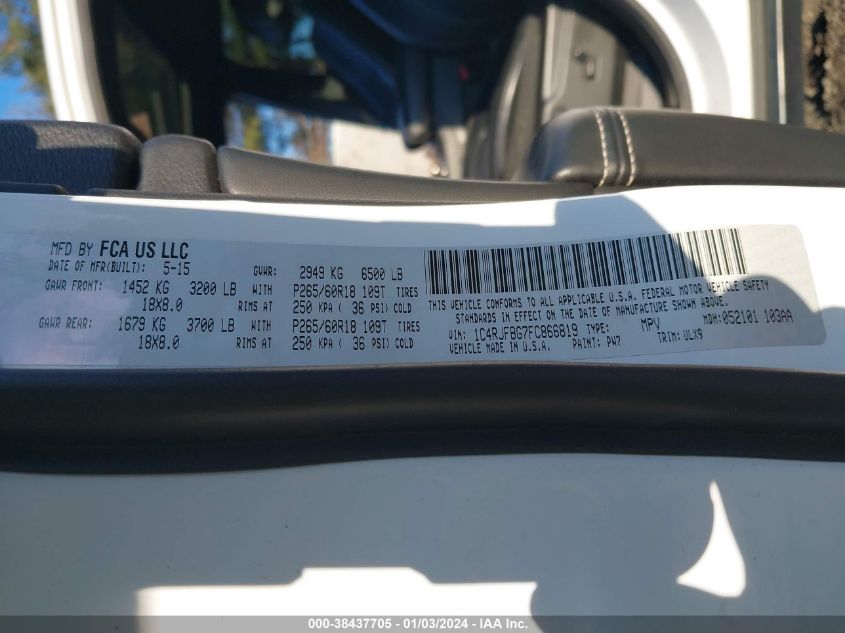 MFD BY FCA US LLC
DATE OF MFR(BUILT): 5-15 GVWR: 2949 KG 6500 LB
GAWR FRONT: 1452 KG 3200 LB WITH P265/60R18 109T TIRES
18X8.0 RIMS AT 250 KPA ( 36 PSI) COLD
GAWR REAR: 1679 KG 3700 LB WITH P265/60R18 109T TIRES
18X8.0 RIMS AT 250 KPA ( 36 PSI) COLD
THIS VEHICLE CONFORMS TO ALL APPLICABLE U.S.A. FEDERAL MOTOR VEHICLE SAFETY
STANDARDS IN EFFECT ON THE DATE OF MANUFACTURE SHOWN ABOVE.
VIN: 1C4RJFBG7FC866819 TYPE: MPV MDH: 052101 103AA
VEHICLE MADE IN U.S.A. PAINT: PW7 TRIM: ULX9
000-38437705 - 01/03/2024 - IAA Inc.